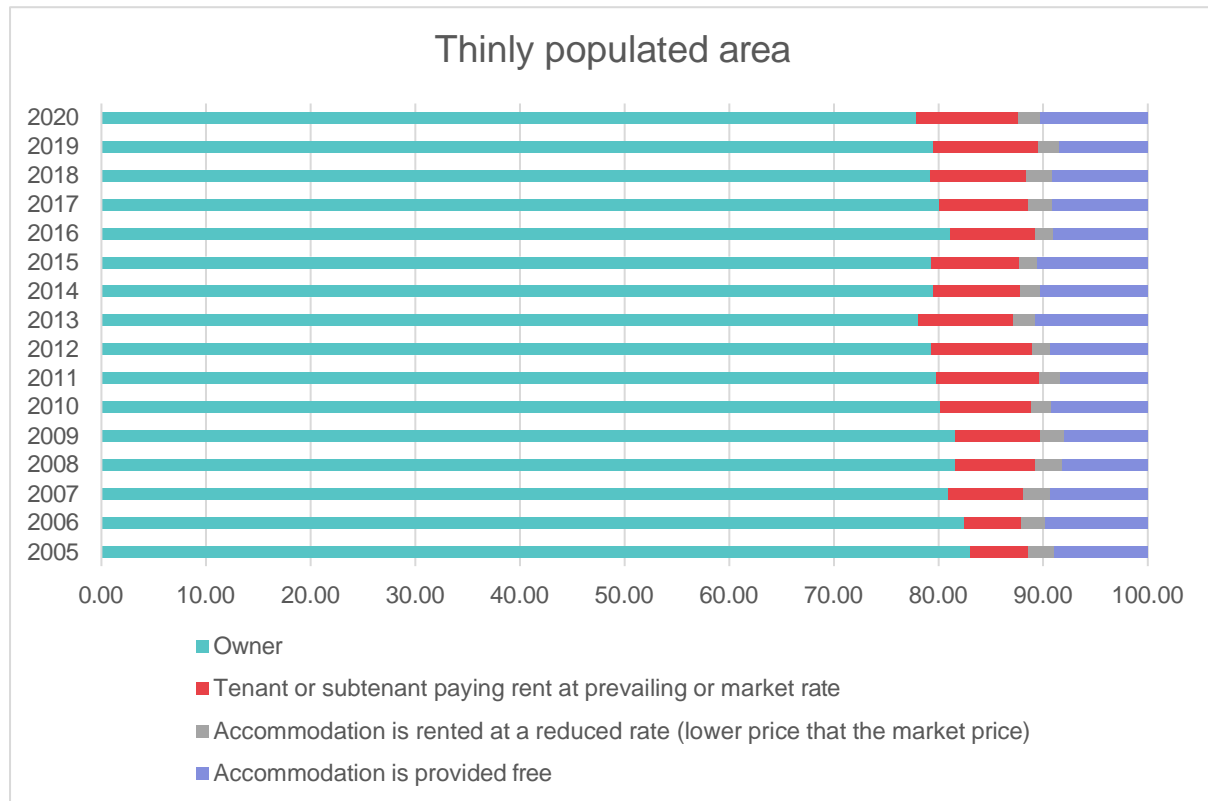 Thinly populated area
2020
2019
2018
2017
2016
2015
2014
2013
2012
2011
2010
2009
2008
2007
2006
2005
0.00 10.00 20.00 30.00 40.00 50.00 60.00 70.00 80.00 90.00 100.00
Owner
Tenant or subtenant paying rent at prevailing or market rate
Accommodation is rented at a reduced rate (lower price that the market price)
Accommodation is provided free